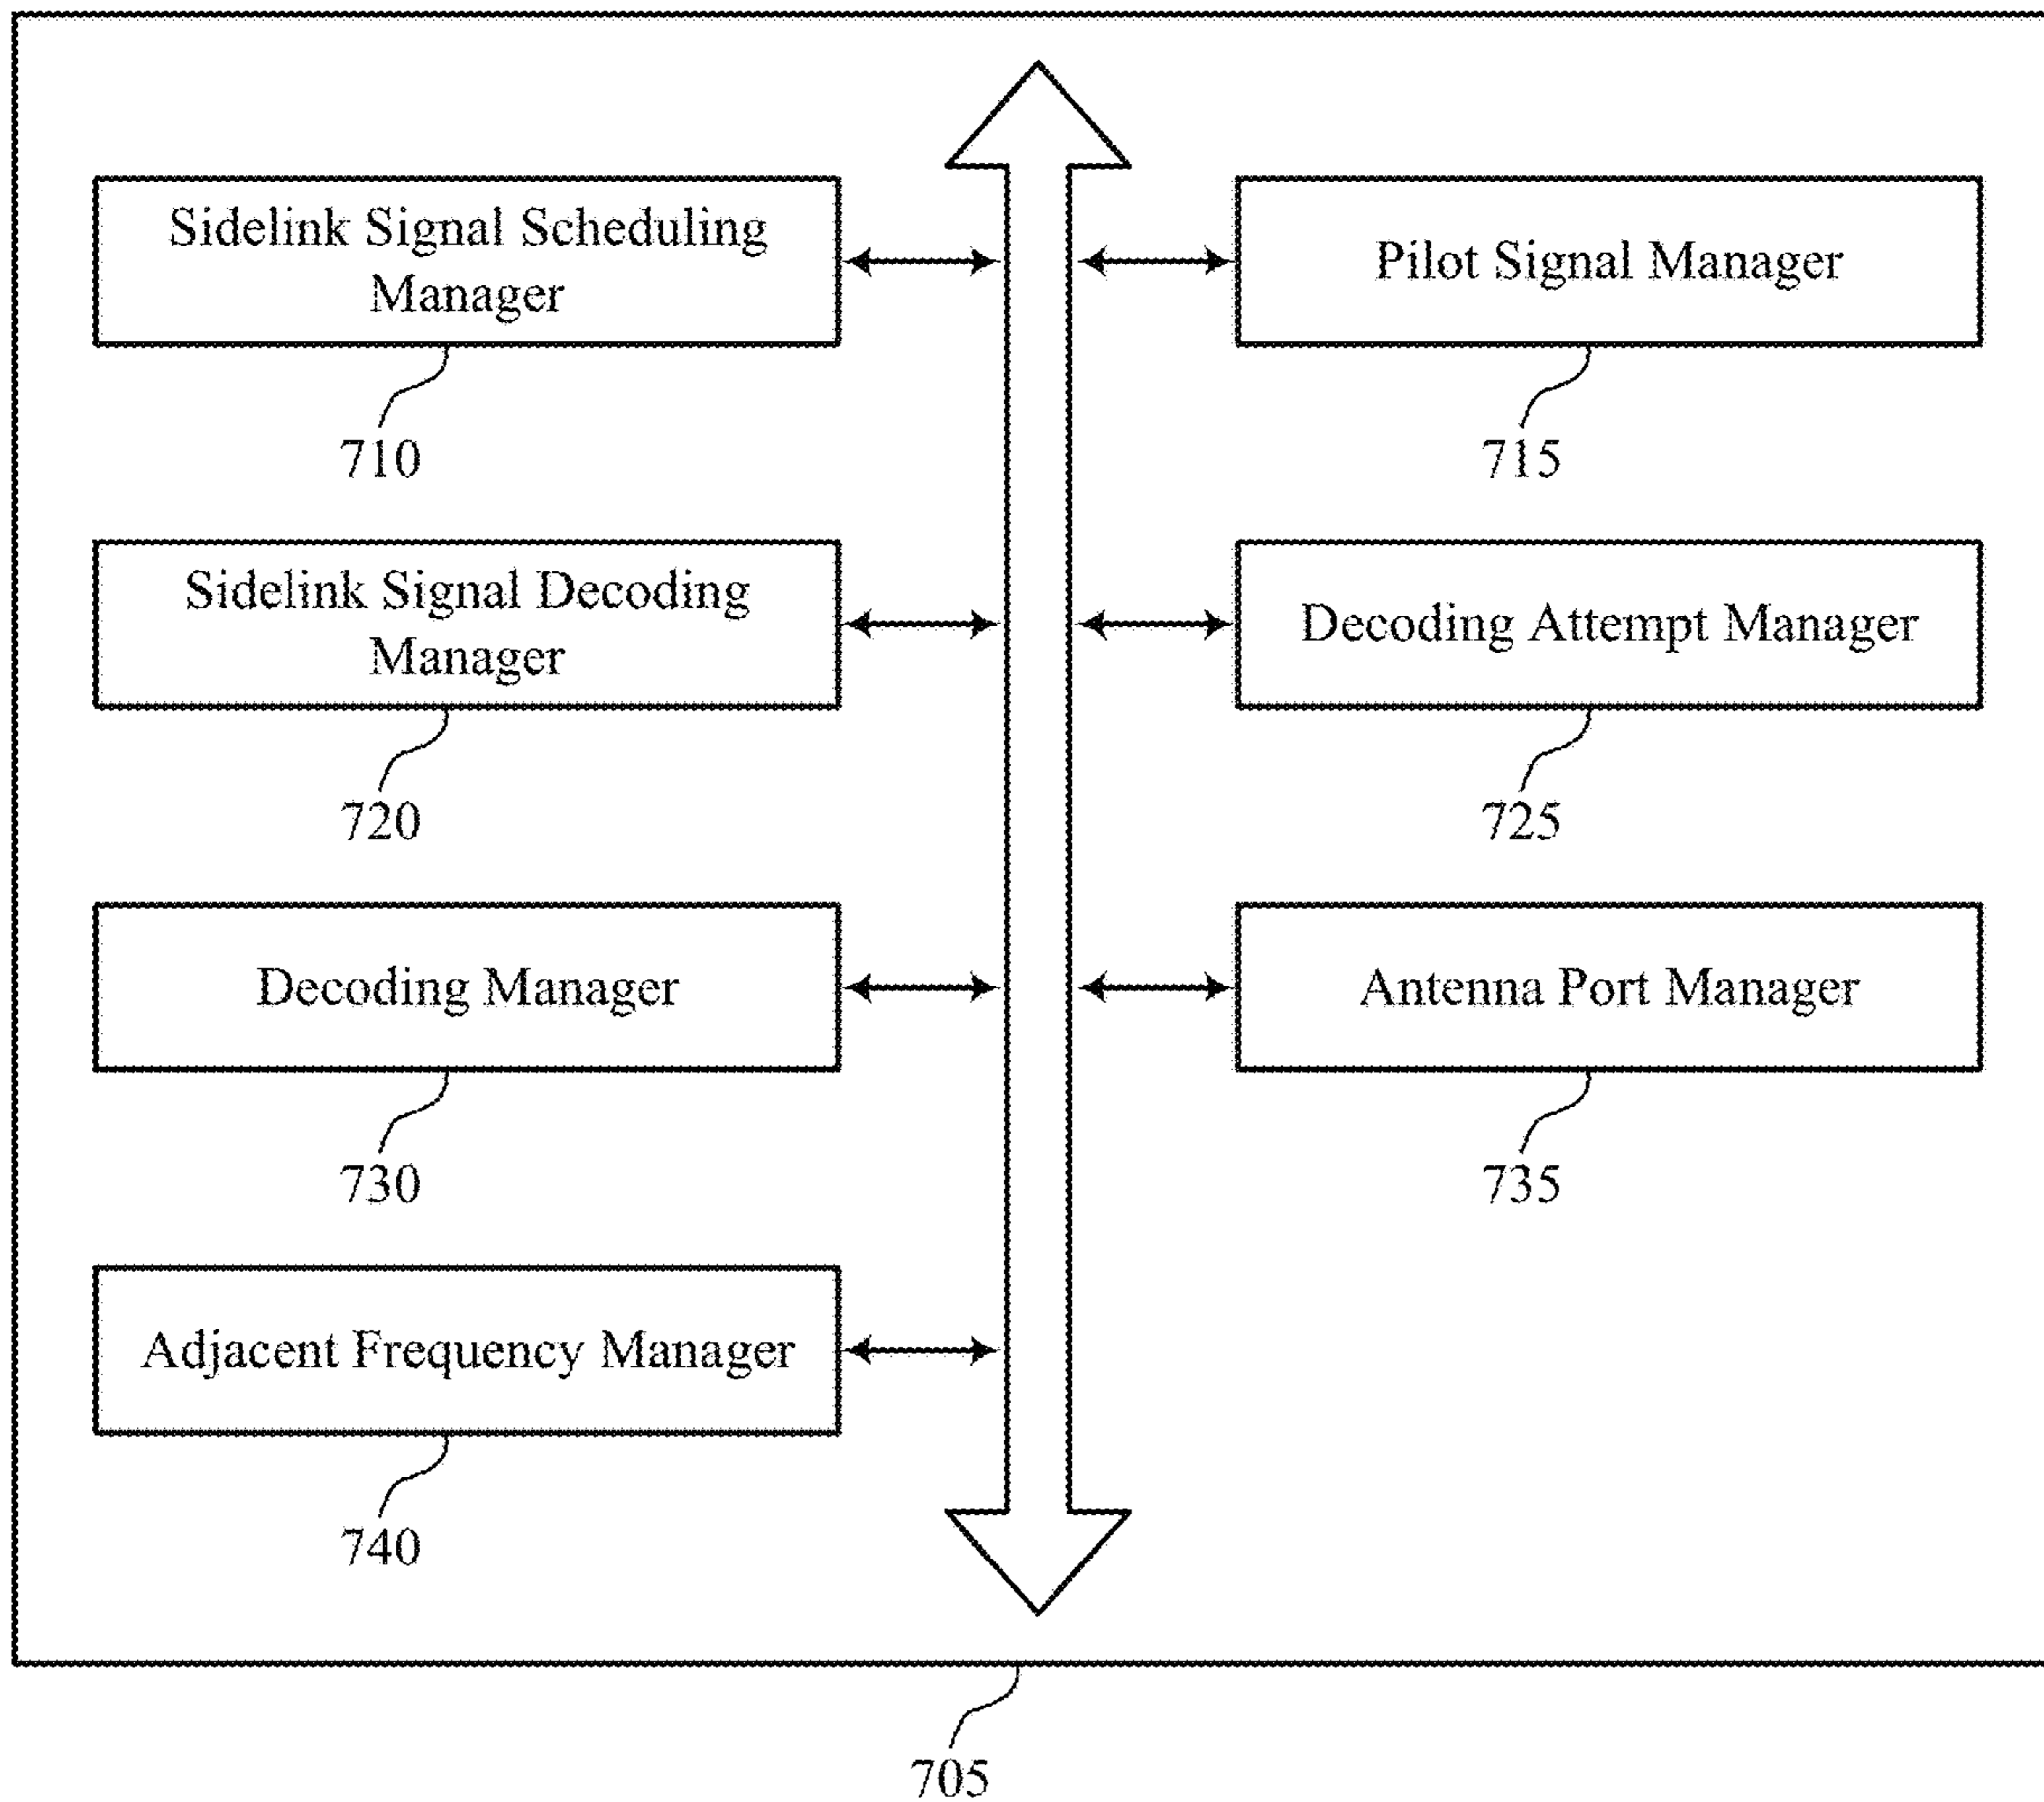 Sidelink Signal Scheduling
Manager
710
Pilot Signal Manager
715
Sidelink Signal Decoding
Manager
720
Decoding Attempt Manager
725
Decoding Manager
730
Antenna Port Manager
735
Adjacent Frequency Manager
740
705